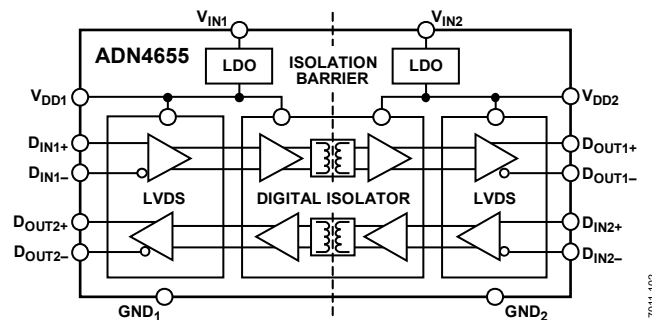 VIN1
VIN2
ADN4655
LDO
ISOLATION
BARRIER
LDO
VDD1
VDD2
DIN1+
DOUT1+
DIN1–
DOUT1–
LVDS
DIGITAL ISOLATOR
LVDS
DOUT2+
DIN2+
DOUT2–
DIN2–
GND1
GND2